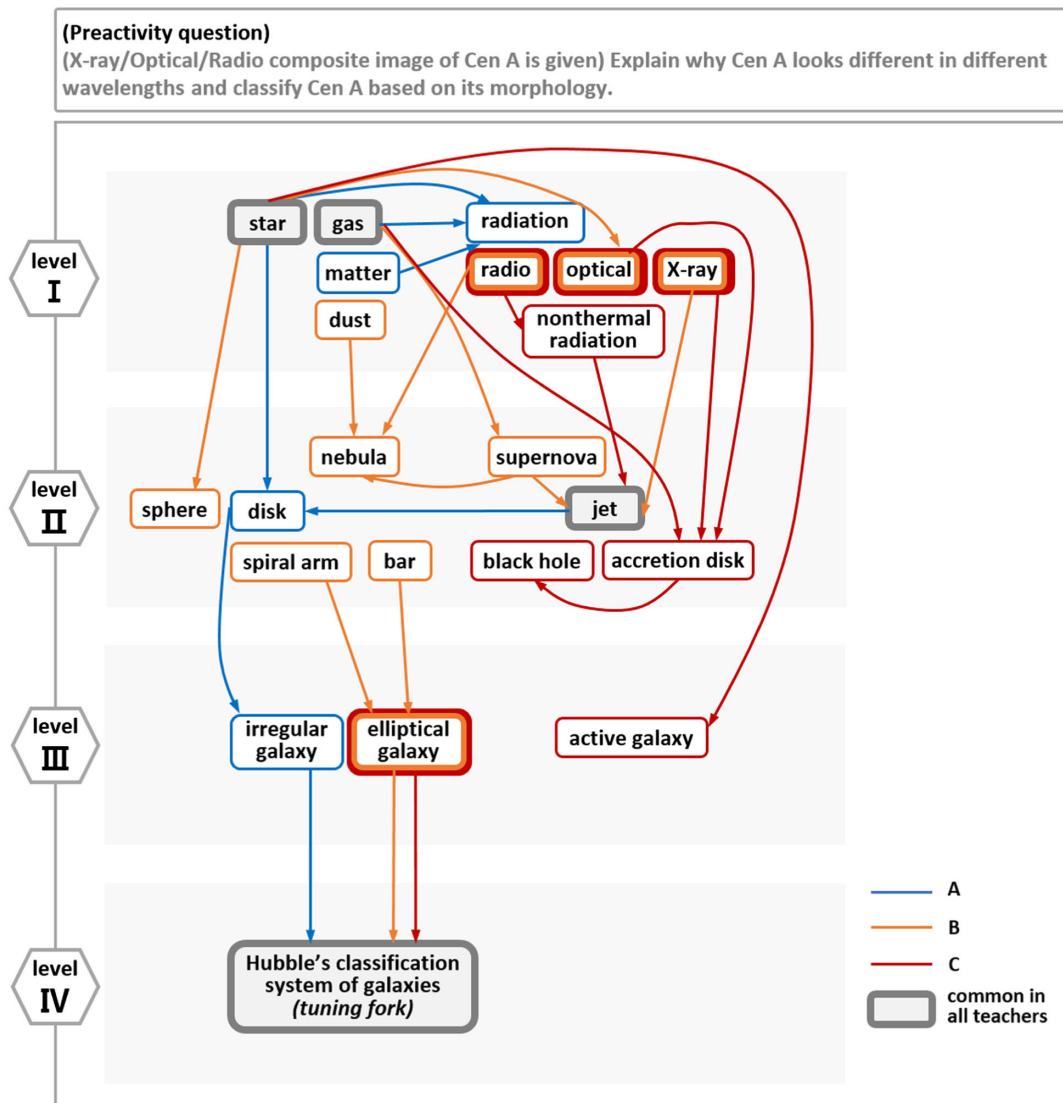 (Preactivity question)
(X-ray/Optical/Radio composite image of Cen A is given) Explain why Cen A looks different in different
wavelengths and classify Cen A based on its morphology.
level
I
star
gas
radiation
matter
radio
optical
X-ray
dust
nonthermal
radiation
level
II
nebula
supernova
sphere
disk
jet
spiral arm
bar
black hole
accretion disk
level
III
irregular
galaxy
elliptical
galaxy
active galaxy
level
IV
Hubble's classification
system of galaxies
(tuning fork)
A
B
C
common in
all teachers